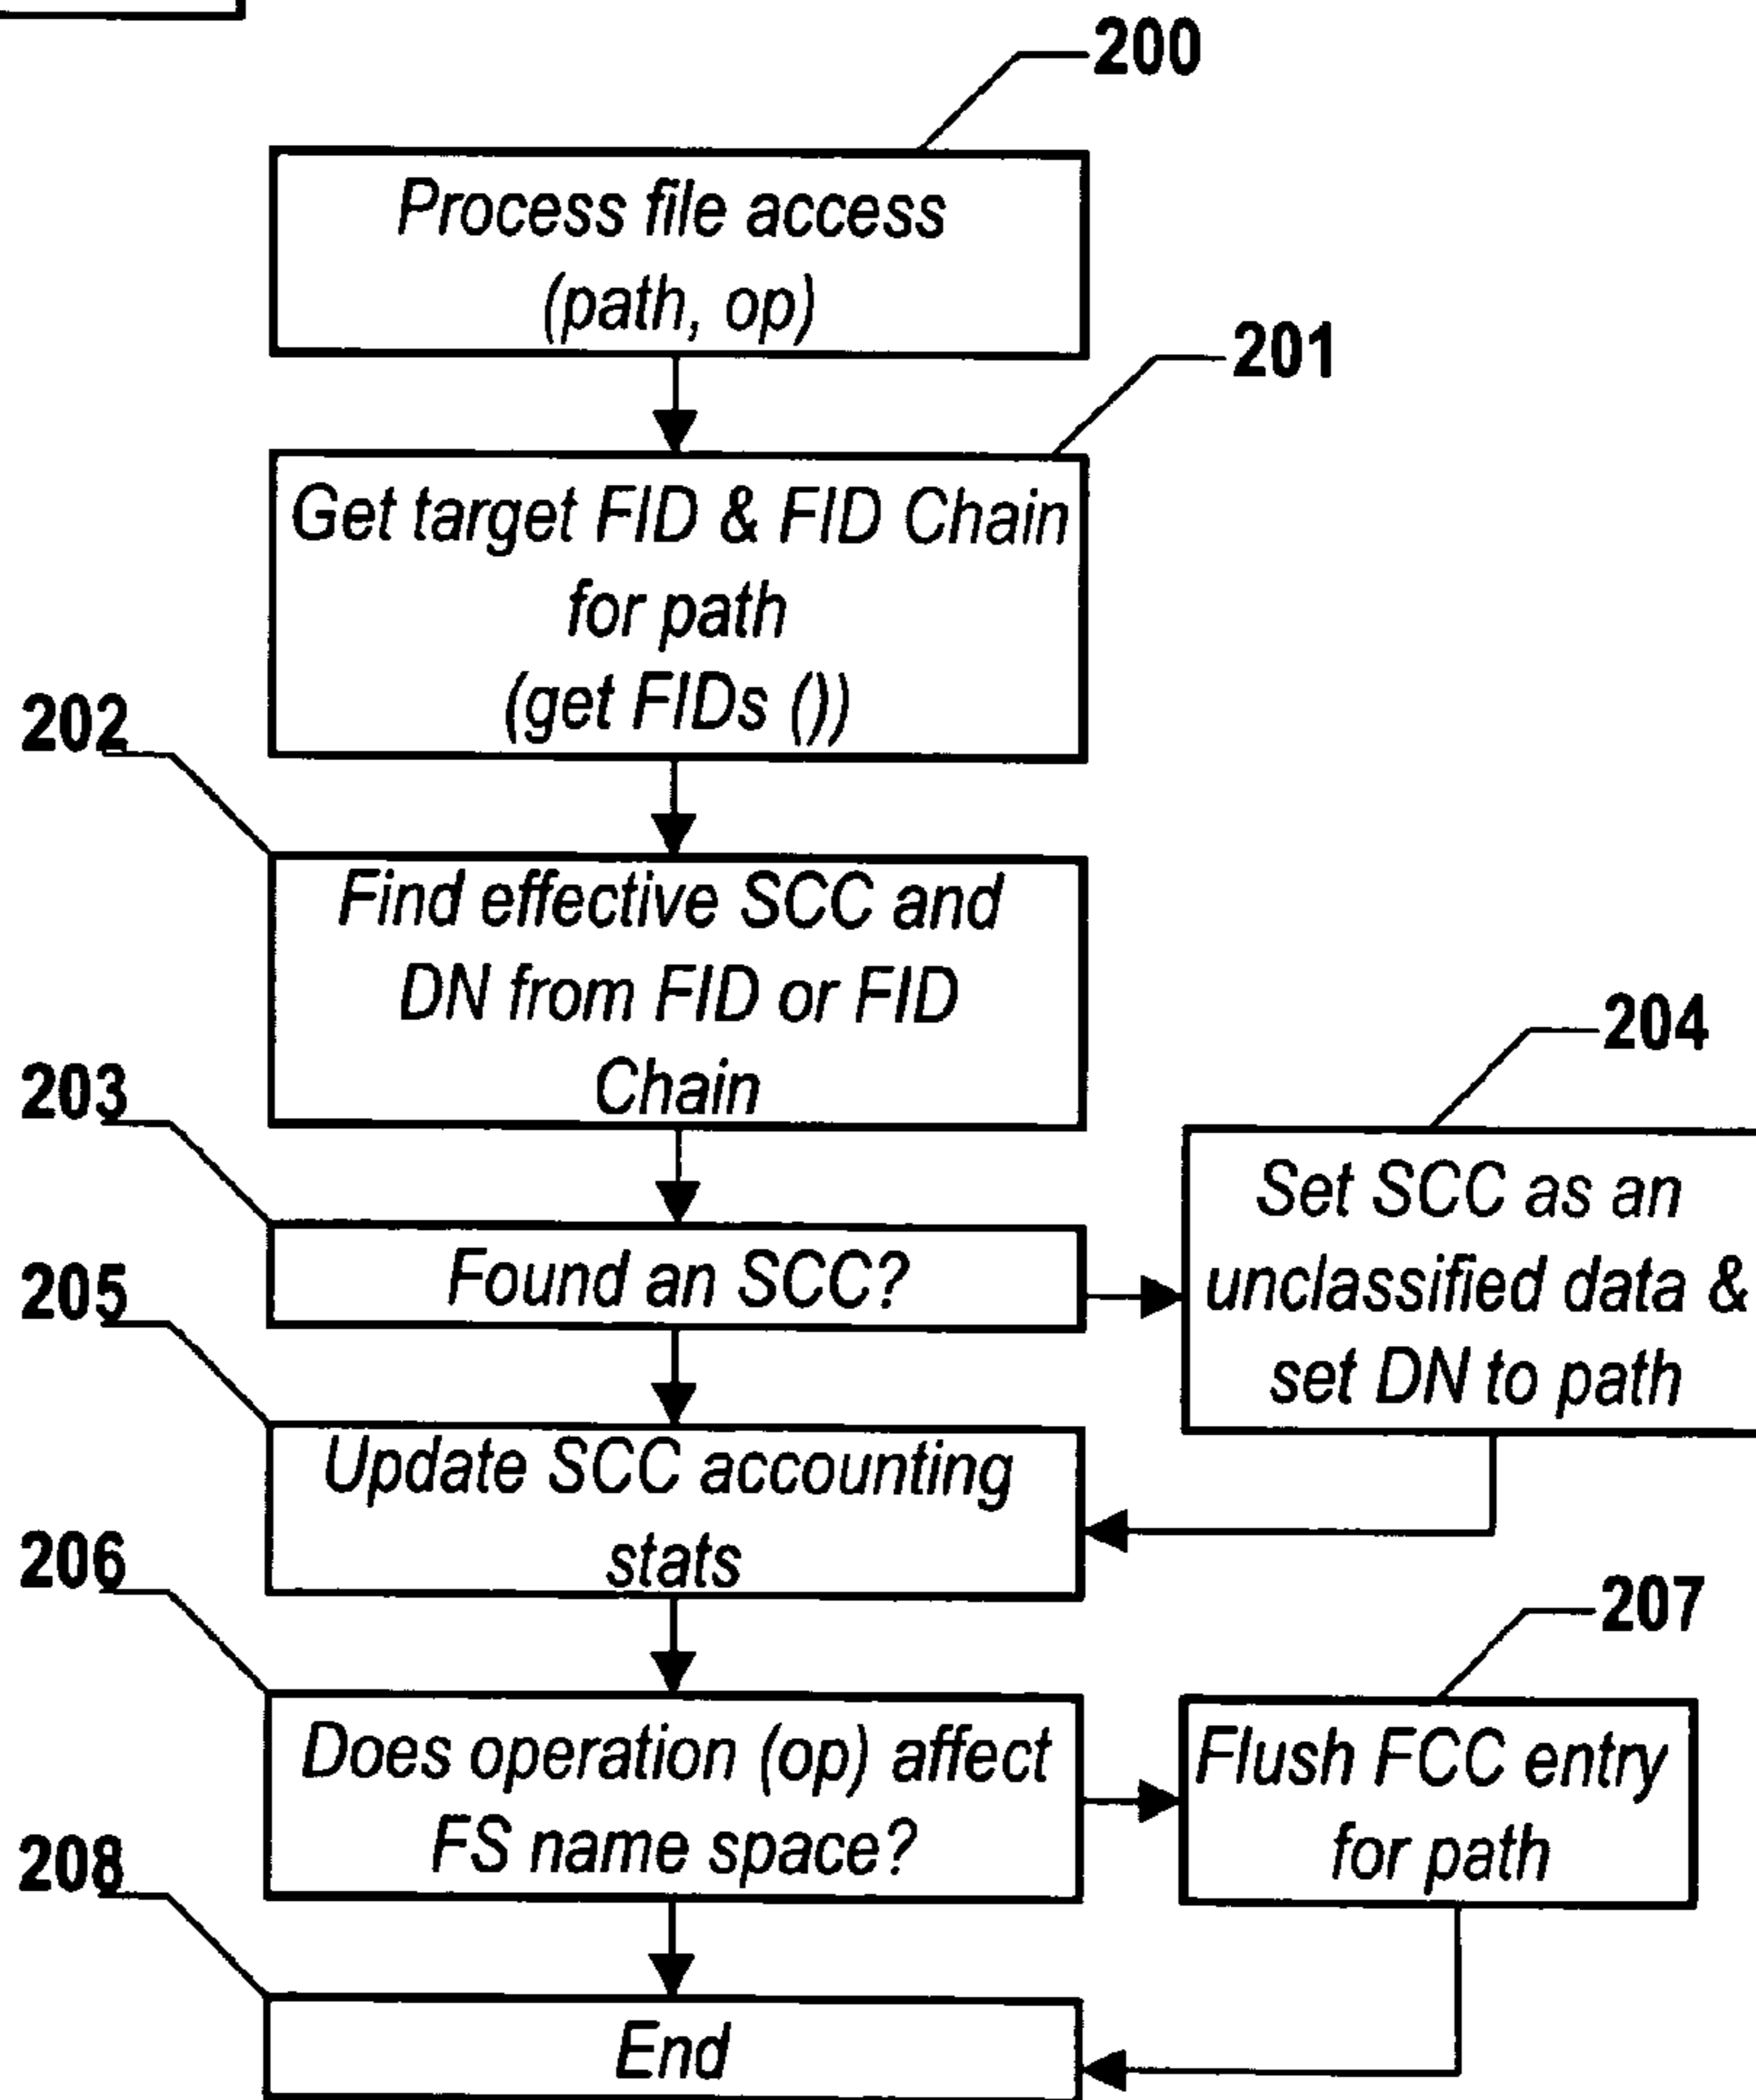 200
Process file access
(path, op)
201
Get target FID & FID Chain
for path
(get FIDs ())
202
Find effective SCC and
DN from FID or FID
Chain
203
Found an SCC?
204
Set SCC as an
unclassified data &
set DN to path
205
Update SCC accounting
stats
206
Does operation (op) affect
FS name space?
207
Flush FCC entry
for path
208
End